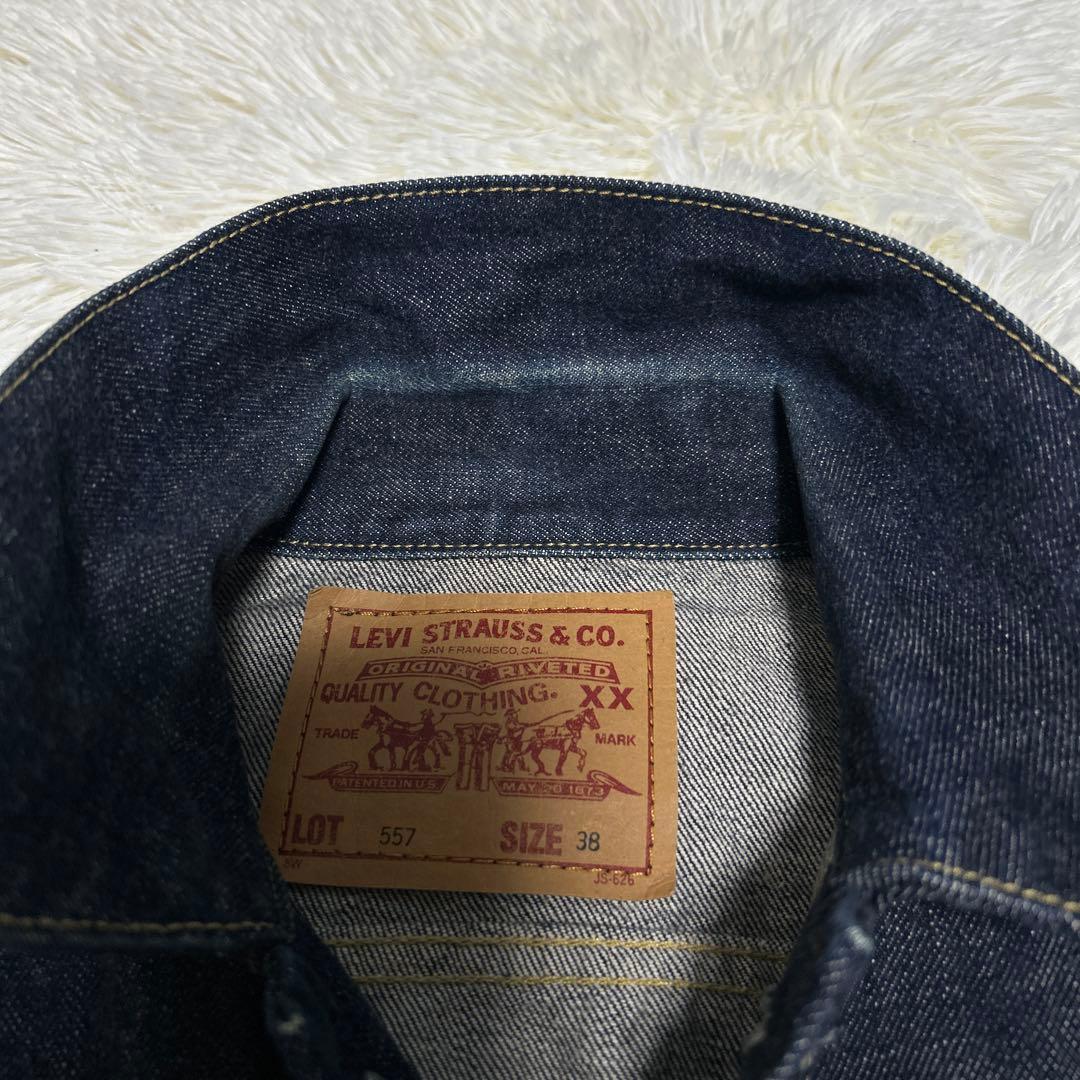 LEVI STRAUSS & CO.
SAN FRANCISCO, CAL.
ORIGINAL RIVETED
QUALITY CLOTHING. XX
TRADE MARK
PATENTED IN U.S. MAY 20 1873
LOT 557 SIZE 38
JS-626